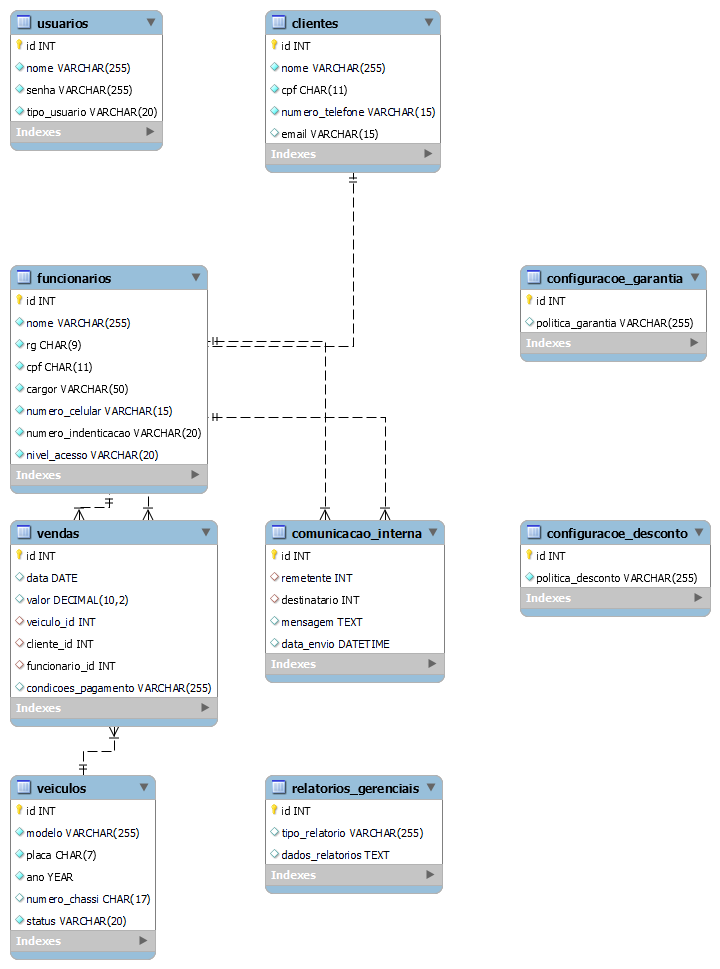 usuarios
id INT
nome VARCHAR(255)
senha VARCHAR(255)
tipo_usuario VARCHAR(20)
Indexes
clientes
id INT
nome VARCHAR(255)
cpf CHAR(11)
numero_telefone VARCHAR(15)
email VARCHAR(15)
Indexes
funcionarios
id INT
nome VARCHAR(255)
rg CHAR(9)
cpf CHAR(11)
cargor VARCHAR(50)
numero_celular VARCHAR(15)
numero_indenticacao VARCHAR(20)
nivel_acesso VARCHAR(20)
Indexes
configuracoe_garantia
id INT
politica_garantia VARCHAR(255)
Indexes
vendas
id INT
data DATE
valor DECIMAL(10,2)
veiculo_id INT
cliente_id INT
funcionario_id INT
condicoes_pagamento VARCHAR(255)
Indexes
comunicacao_interna
id INT
remetente INT
destinatario INT
mensagem TEXT
data_envio DATETIME
Indexes
configuracoe_desconto
id INT
politica_desconto VARCHAR(255)
Indexes
veiculos
id INT
modelo VARCHAR(255)
placa CHAR(7)
ano YEAR
numero_chassi CHAR(17)
status VARCHAR(20)
Indexes
relatorios_gerenciais
id INT
tipo_relatorio VARCHAR(255)
dados_relatorios TEXT
Indexes